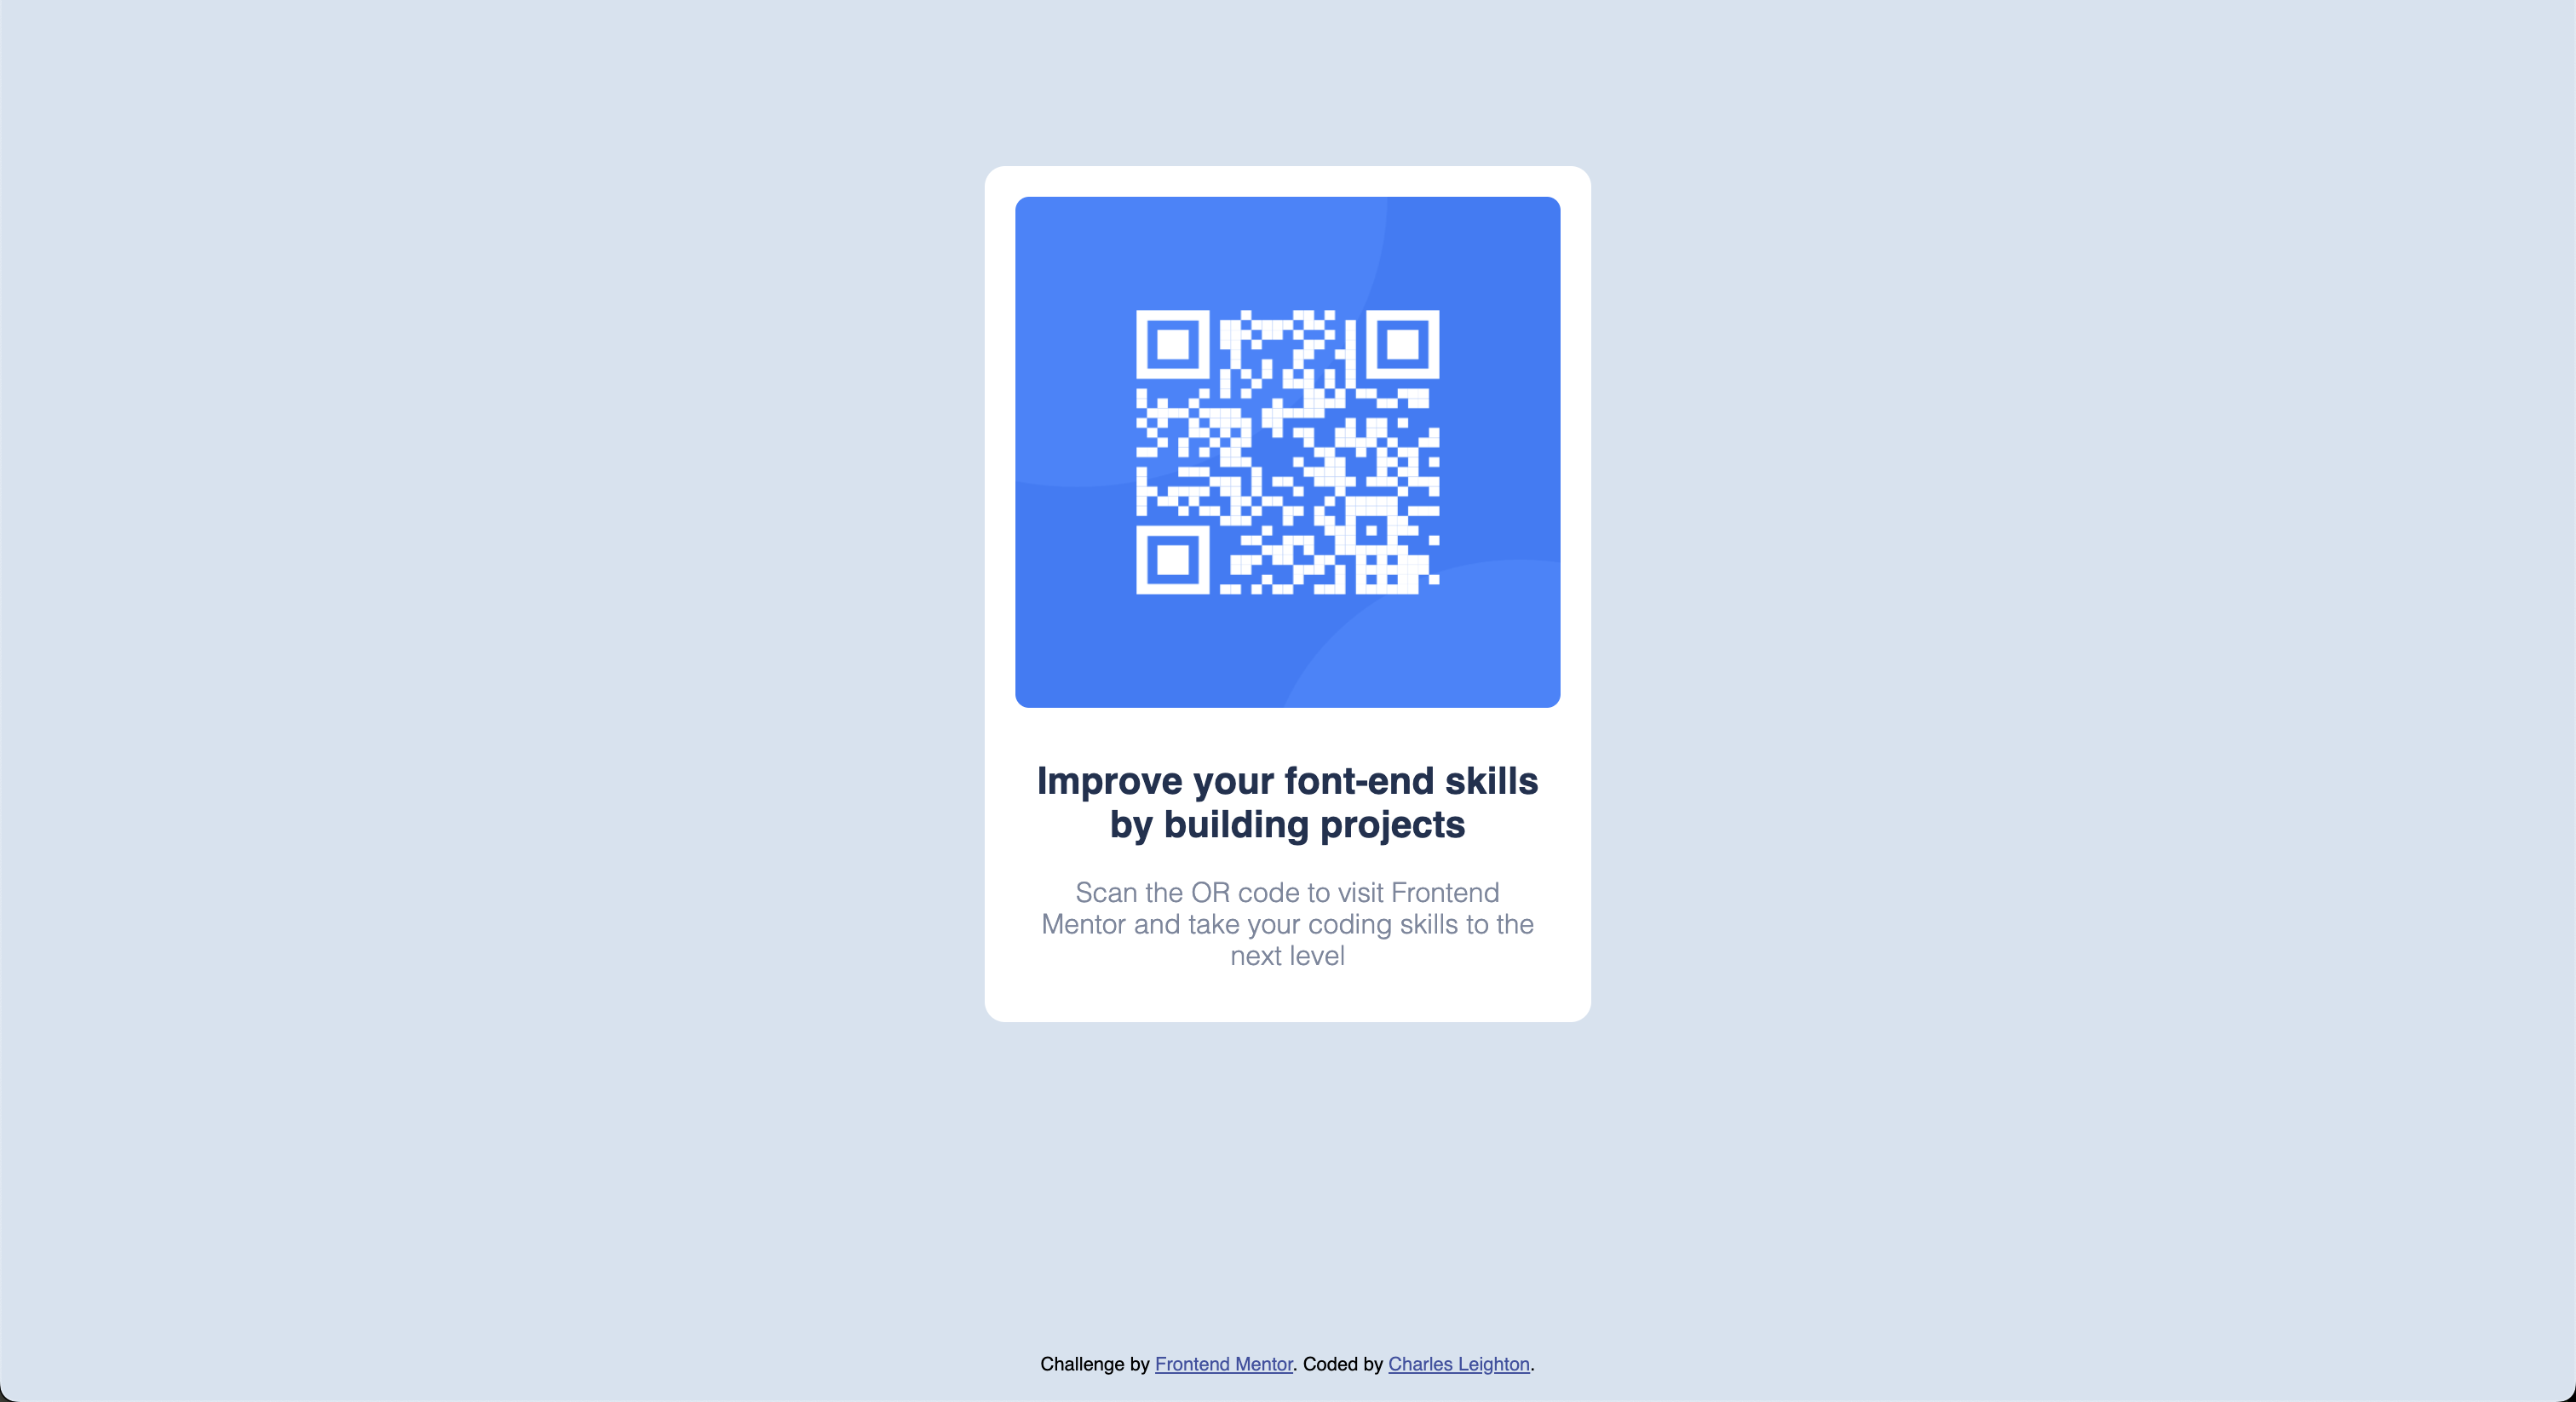 Improve your font-end skills
by building projects
Scan the OR code to visit Frontend
Mentor and take your coding skills to the
next level
Challenge by Frontend Mentor. Coded by Charles Leighton.